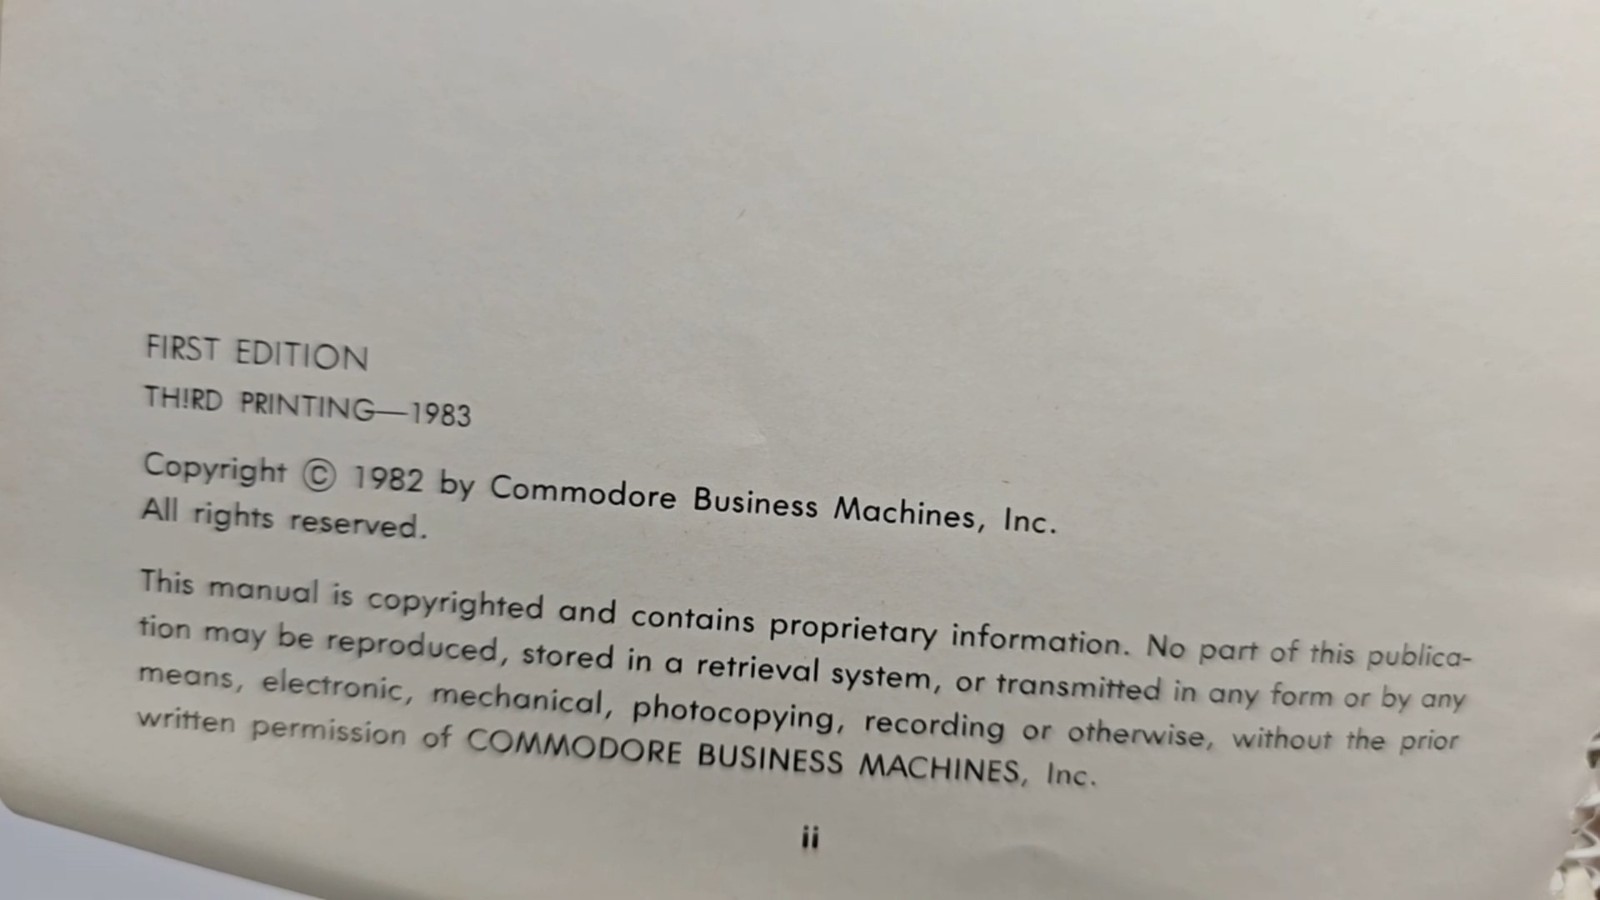 FIRST EDITION
THIRD PRINTING—1983
Copyright © 1982 by Commodore Business Machines, Inc.
All rights reserved.
This manual is copyrighted and contains proprietary information. No part of this publica-
tion may be reproduced, stored in a retrieval system, or transmitted in any form or by any
means, electronic, mechanical, photocopying, recording or otherwise, without the prior
written permission of COMMODORE BUSINESS MACHINES, Inc.
ii